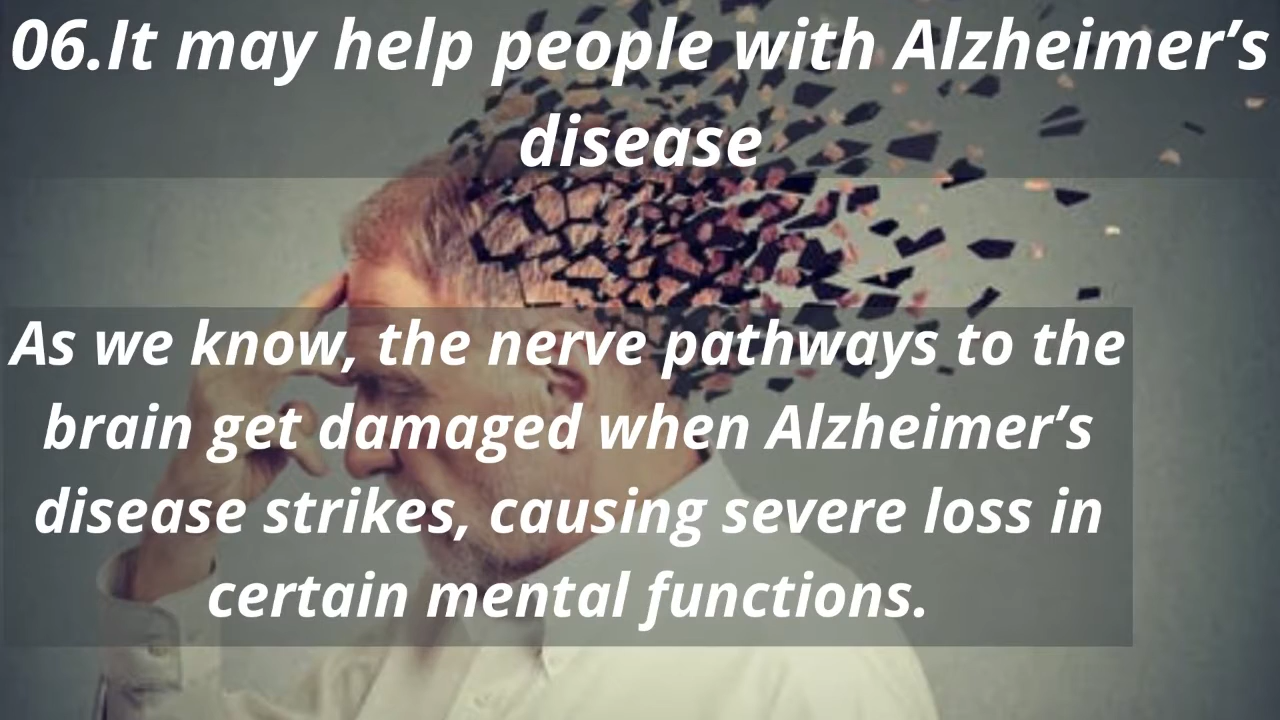 06.It may help people with Alzheimer’s
disease
As we know, the nerve pathways to the
brain get damaged when Alzheimer’s
disease strikes, causing severe loss in
certain mental functions.